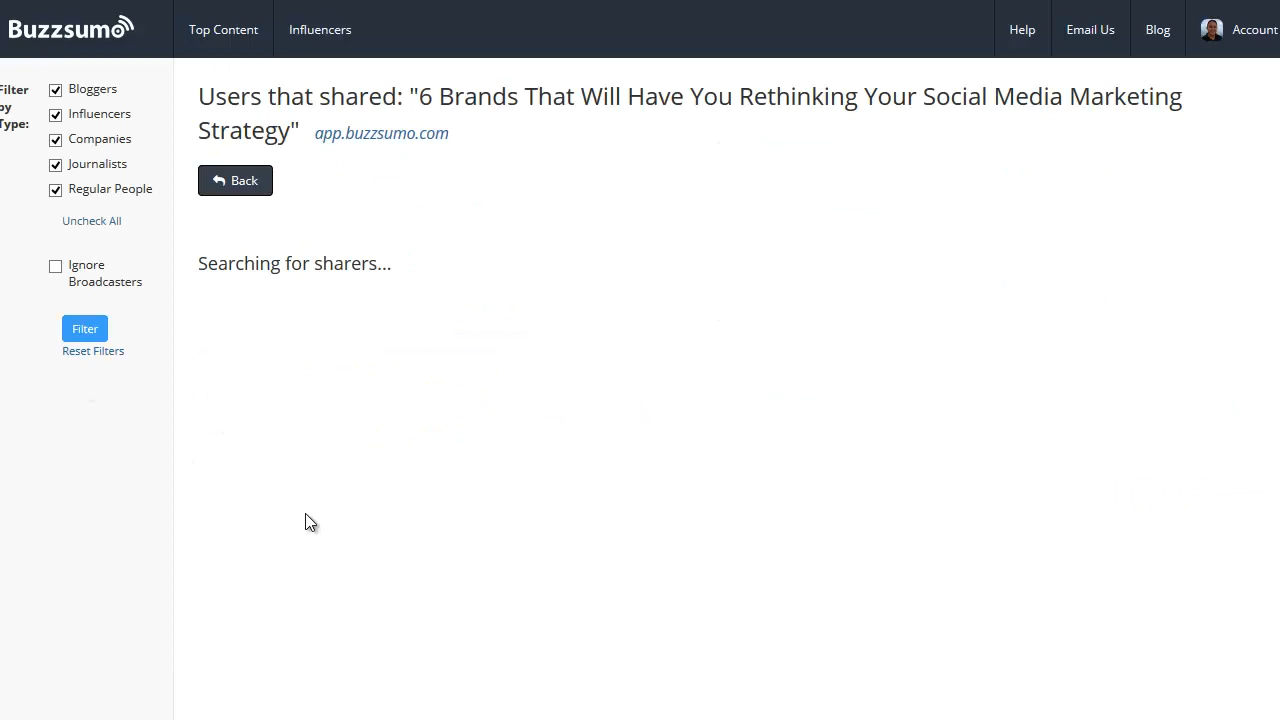 Buzzsumo
Top Content
Influencers
Help
Email Us
Blog
Account
Filter
by
Type:
Bloggers
Influencers
Companies
Journalists
Regular People
Uncheck All
Ignore
Broadcasters
Filter
Reset Filters
Users that shared: "6 Brands That Will Have You Rethinking Your Social Media Marketing
Strategy" app.buzzsumo.com
Back
Searching for sharers...